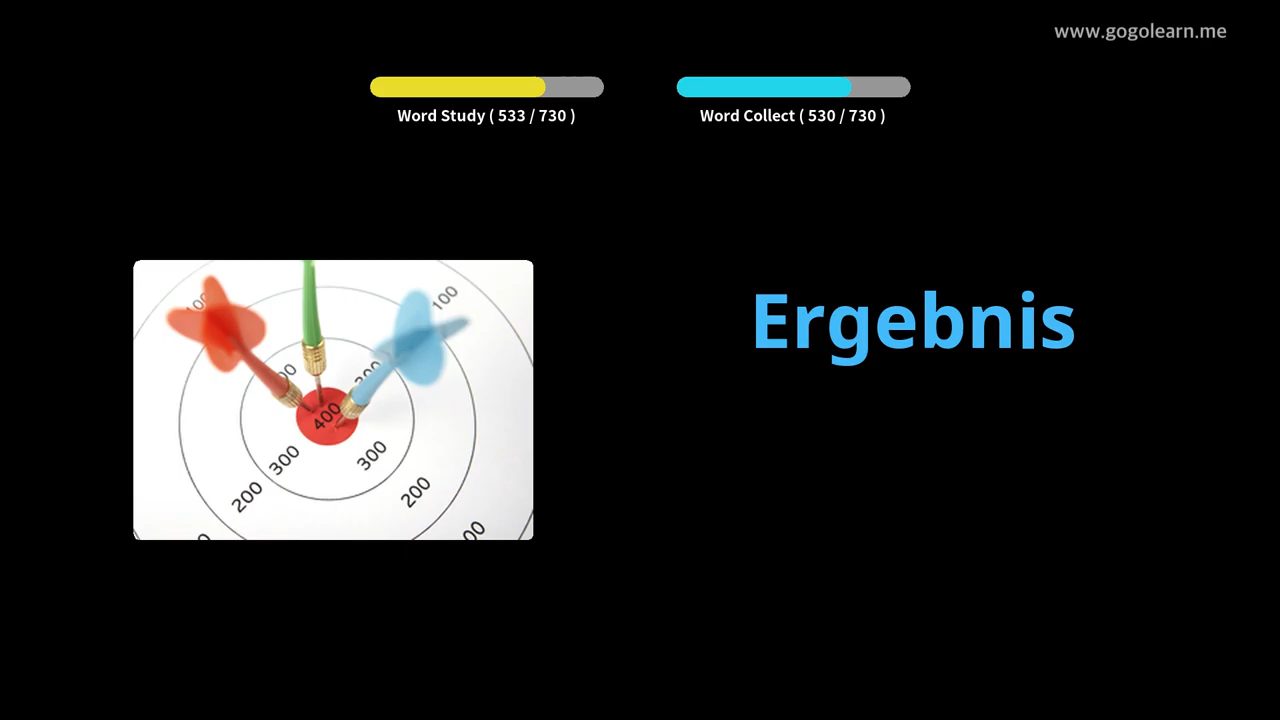 www.gogolearn.me
Word Study ( 533 / 730 )
Word Collect ( 530 / 730 )
Ergebnis
100
100
400
300
300
200
200